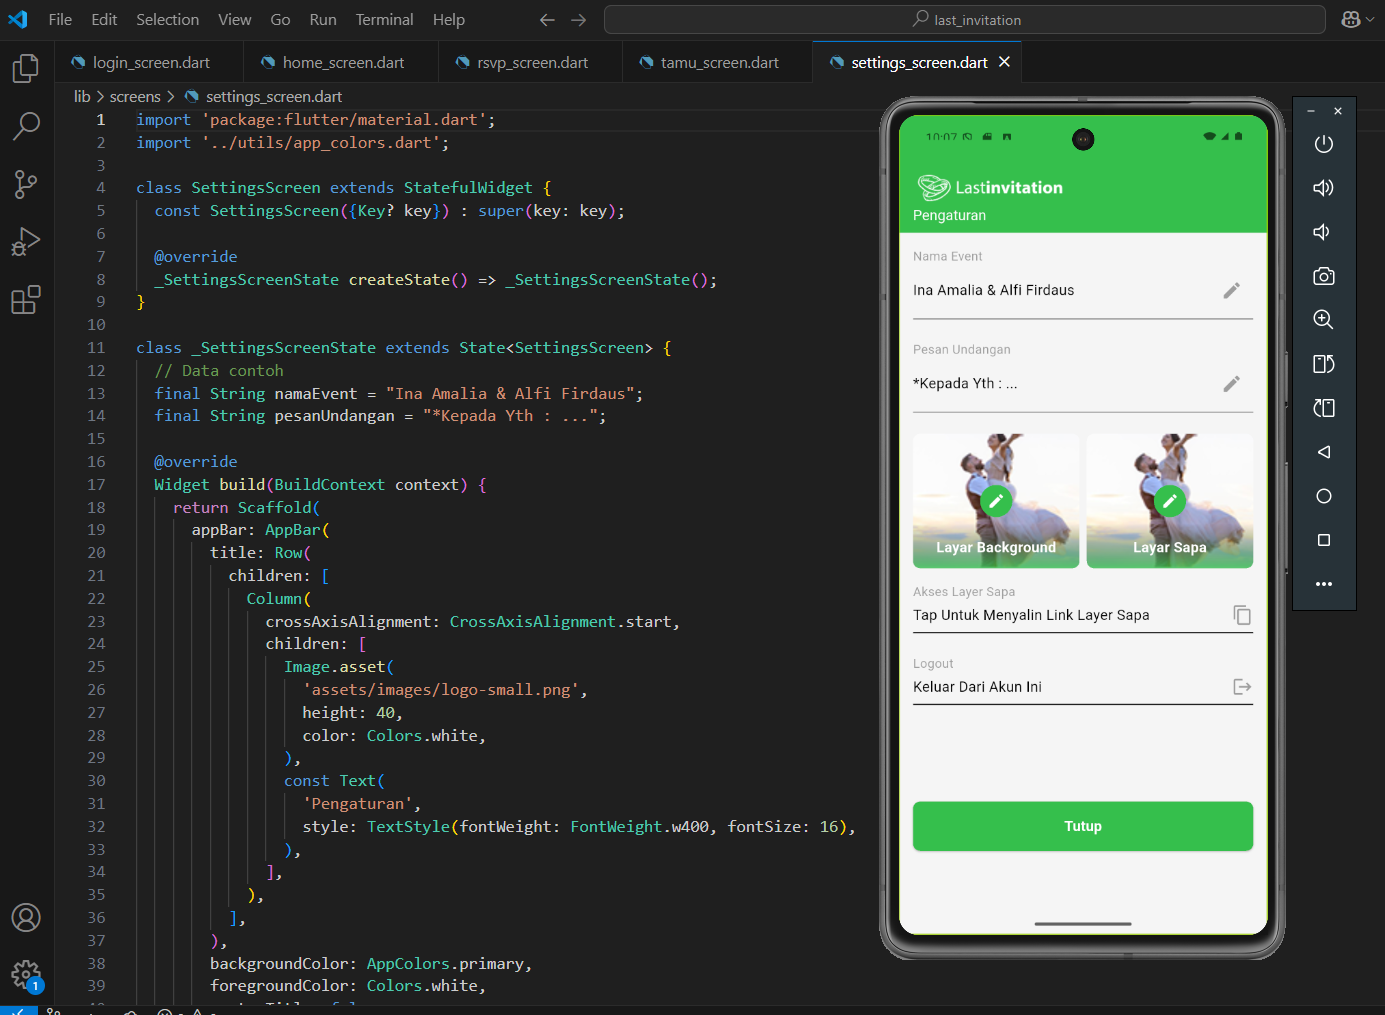 File Edit Selection View Go Run Terminal Help
last_invitation
login_screen.dart home_screen.dart rsvp_screen.dart tamu_screen.dart settings_screen.dart
lib > screens > settings_screen.dart
1 import 'package:flutter/material.dart';
2 import '../utils/app_colors.dart';
3
4 class SettingsScreen extends StatefulWidget {
5 const SettingsScreen({Key? key}) : super(key: key);
6
7 @override
8 _SettingsScreenState createState() => _SettingsScreenState();
9 }
10
11 class _SettingsScreenState extends State<SettingsScreen> {
12 // Data contoh
13 final String namaEvent = "Ina Amalia & Alfi Firdaus";
14 final String pesanUndangan = "*Kepada Yth : ...";
15
16 @override
17 Widget build(BuildContext context) {
18 return Scaffold(
19 appBar: AppBar(
20 title: Row(
21 children: [
22 Column(
23 crossAxisAlignment: CrossAxisAlignment.start,
24 children: [
25 Image.asset(
26 'assets/images/logo-small.png',
27 height: 40,
28 color: Colors.white,
29 ),
30 const Text(
31 'Pengaturan',
32 style: TextStyle(fontWeight: FontWeight.w400, fontSize: 16),
33 ),
34 ],
35 ),
36 ],
37 ),
38 backgroundColor: AppColors.primary,
39 foregroundColor: Colors.white,
1
10:07
Lastinvitation
Pengaturan
Nama Event
Ina Amalia & Alfi Firdaus
Pesan Undangan
*Kepada Yth : ...
Layar Background
Layar Sapa
Akses Layer Sapa
Tap Untuk Menyalin Link Layer Sapa
Logout
Keluar Dari Akun Ini
Tutup